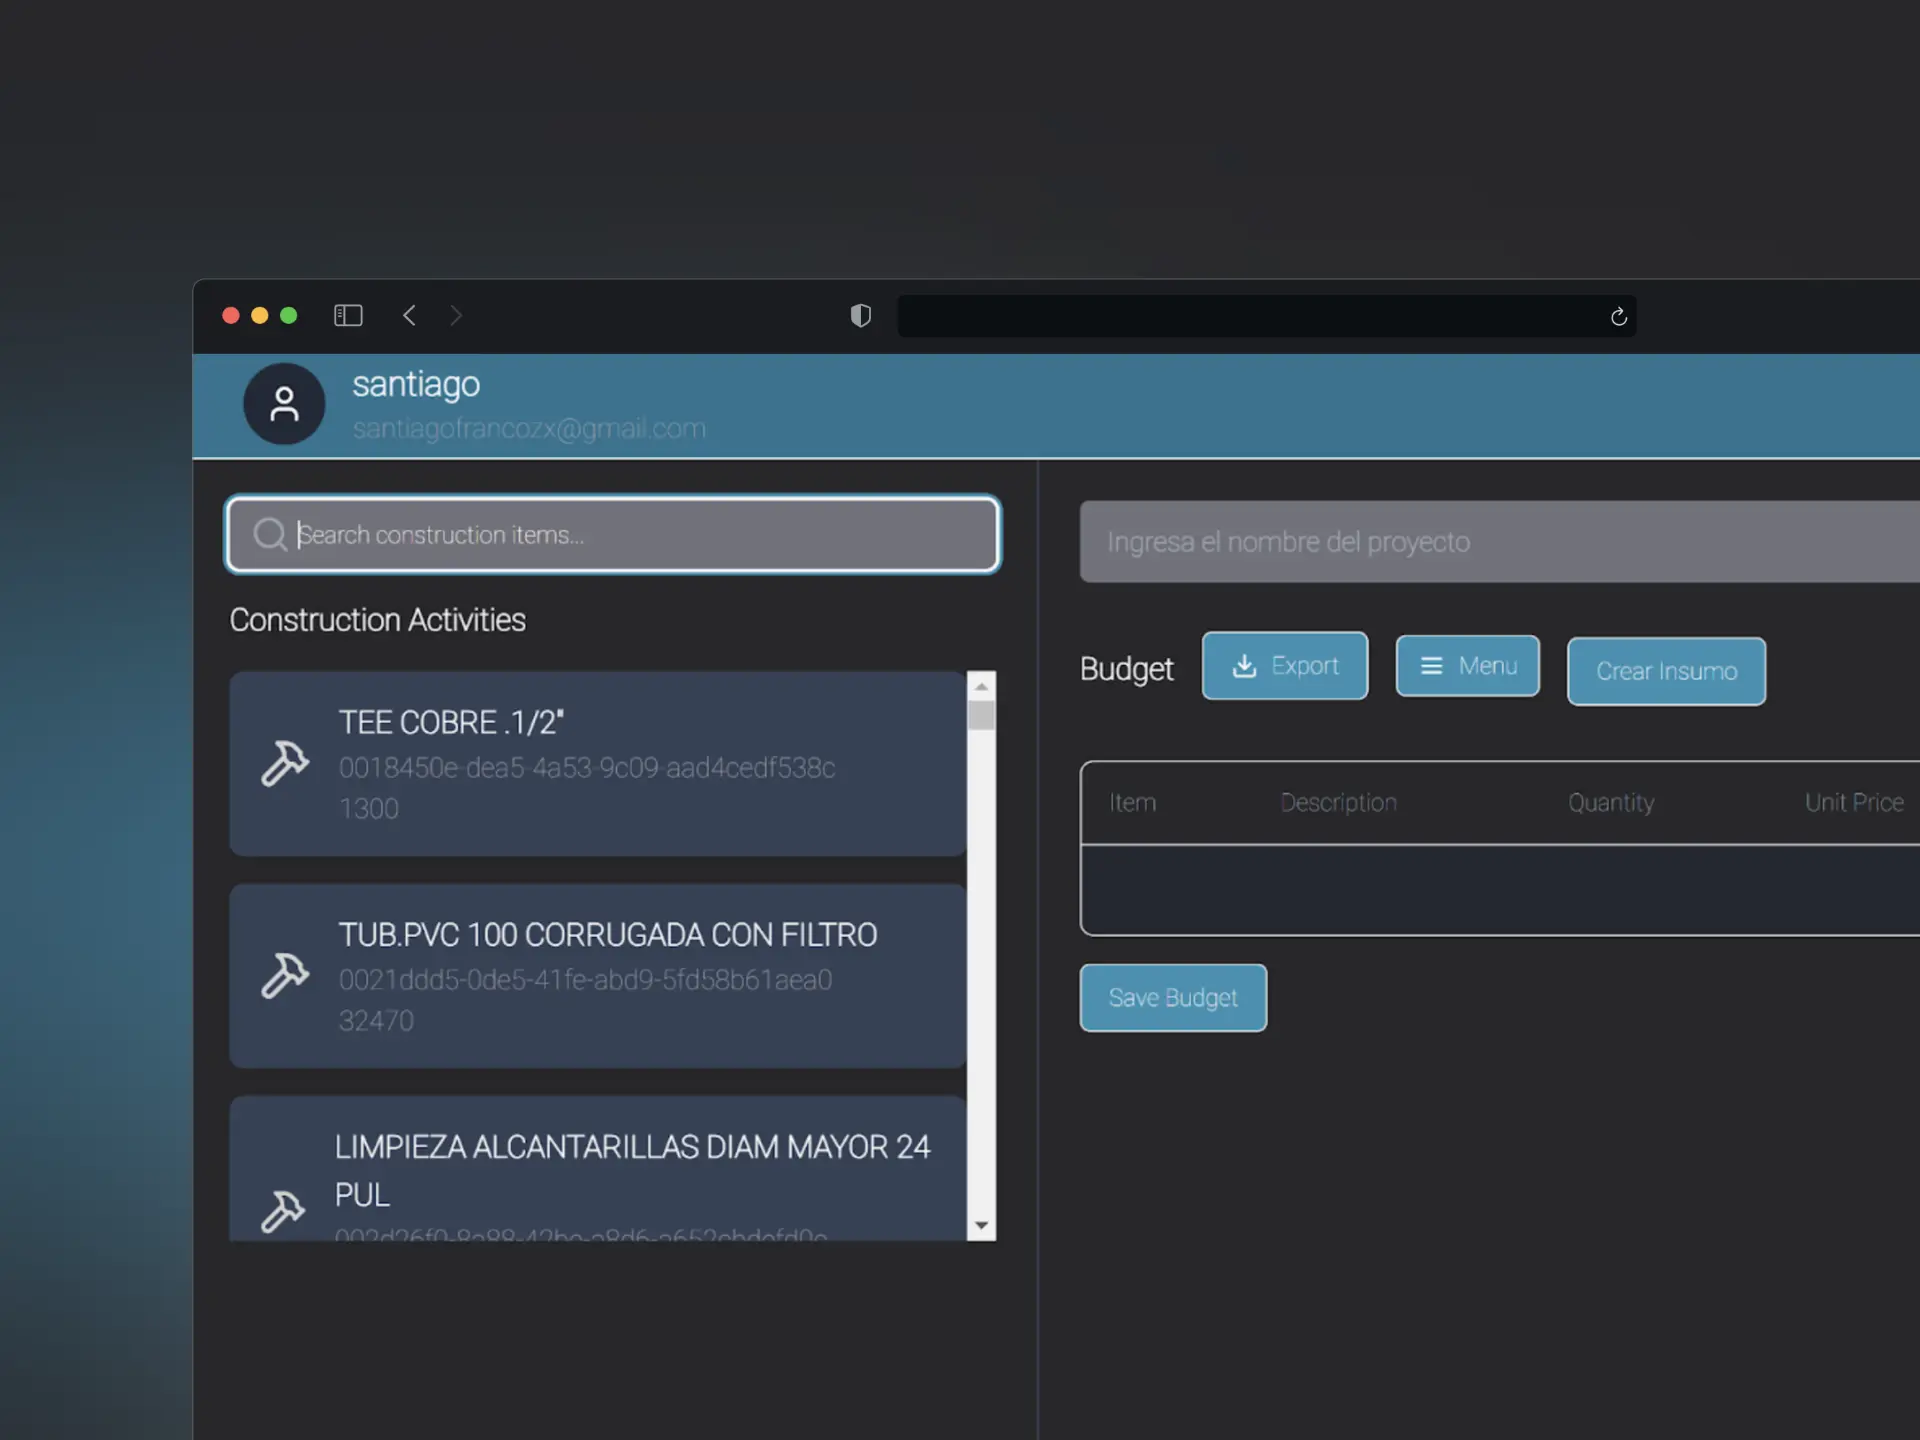 santiago
santiagofrancozx@gmail.com
Search construction items...
Construction Activities
TEE COBRE .1/2"
0018450e-dea5-4a53-9c09-aad4cedf538c
1300
TUB.PVC 100 CORRUGADA CON FILTRO
0021ddd5-0de5-41fe-abd9-5fd58b61aea0
32470
LIMPIEZA ALCANTARILLAS DIAM MAYOR 24
PUL
Ingresa el nombre del proyecto
Budget
Export
Menu
Crear Insumo
Item Description Quantity Unit Price
Save Budget